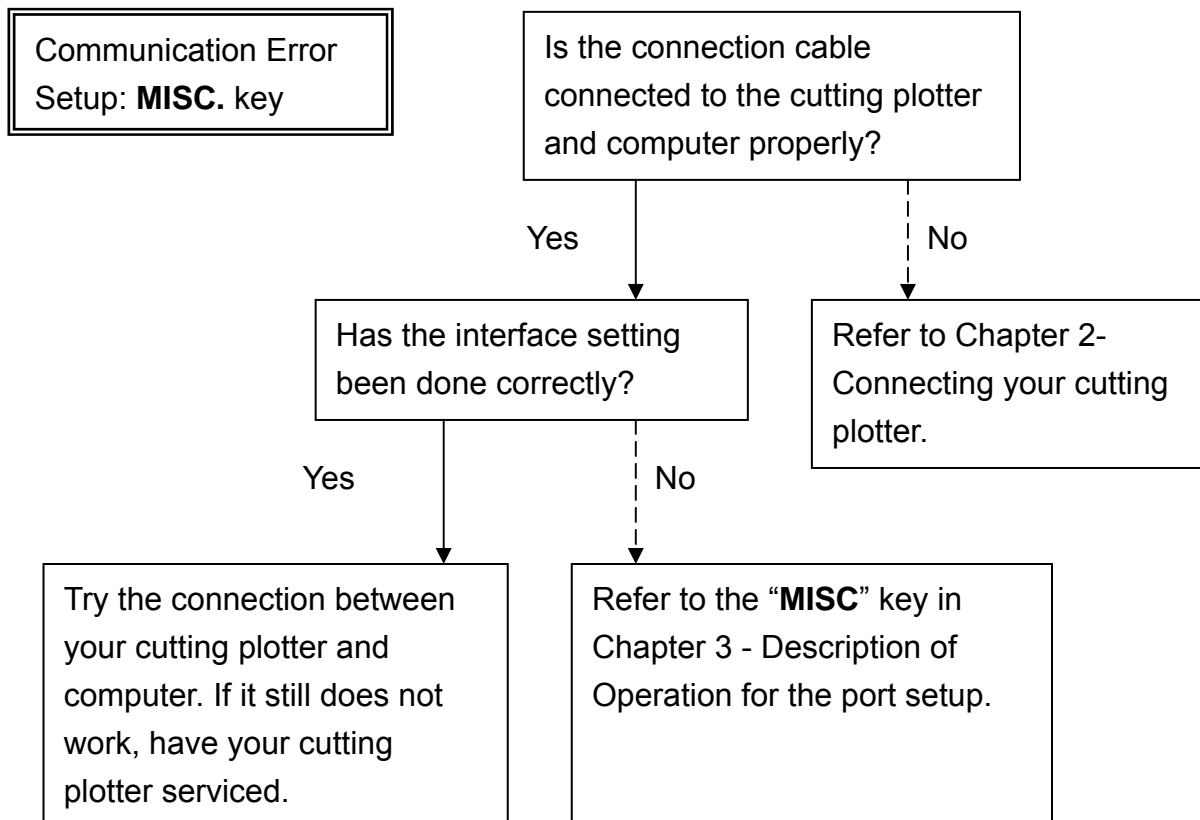 Communication Error
Setup: MISC. key
Is the connection cable
connected to the cutting plotter
and computer properly?
Yes
No
Has the interface setting
been done correctly?
Refer to Chapter 2-
Connecting your cutting
plotter.
Yes
No
Try the connection between
your cutting plotter and
computer. If it still does not
work, have your cutting
plotter serviced.
Refer to the “MISC” key in
Chapter 3 - Description of
Operation for the port setup.